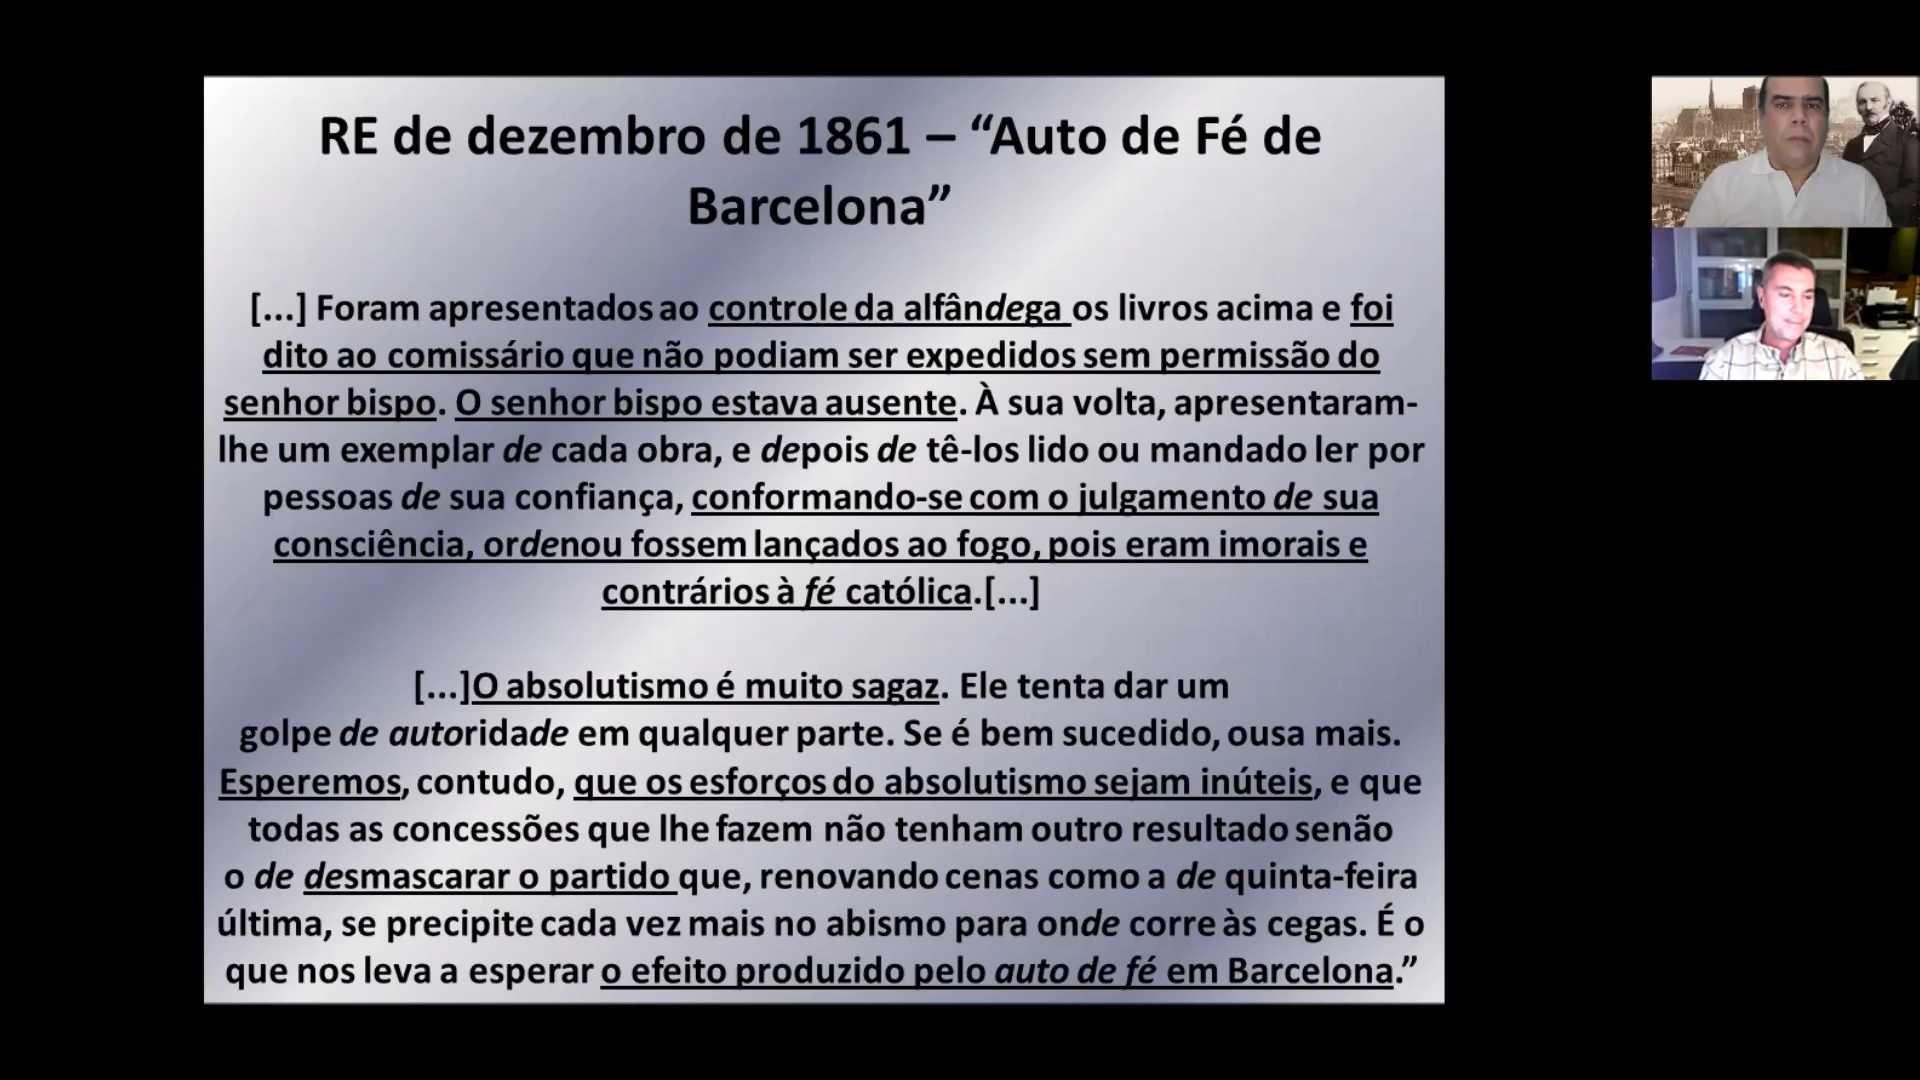 RE de dezembro de 1861 – “Auto de Fé de
Barcelona”
[...] Foram apresentados ao controle da alfândega os livros acima e foi
dito ao comissário que não podiam ser expedidos sem permissão do
senhor bispo. O senhor bispo estava ausente. À sua volta, apresentaram-
lhe um exemplar de cada obra, e depois de tê-los lido ou mandado ler por
pessoas de sua confiança, conformando-se com o julgamento de sua
consciência, ordenou fossem lançados ao fogo, pois eram imorais e
contrários à fé católica.[...]
[...]O absolutismo é muito sagaz. Ele tenta dar um
golpe de autoridade em qualquer parte. Se é bem sucedido, ousa mais.
Esperemos, contudo, que os esforços do absolutismo sejam inúteis, e que
todas as concessões que lhe fazem não tenham outro resultado senão
o de desmascarar o partido que, renovando cenas como a de quinta-feira
última, se precipite cada vez mais no abismo para onde corre às cegas. É o
que nos leva a esperar o efeito produzido pelo auto de fé em Barcelona.”